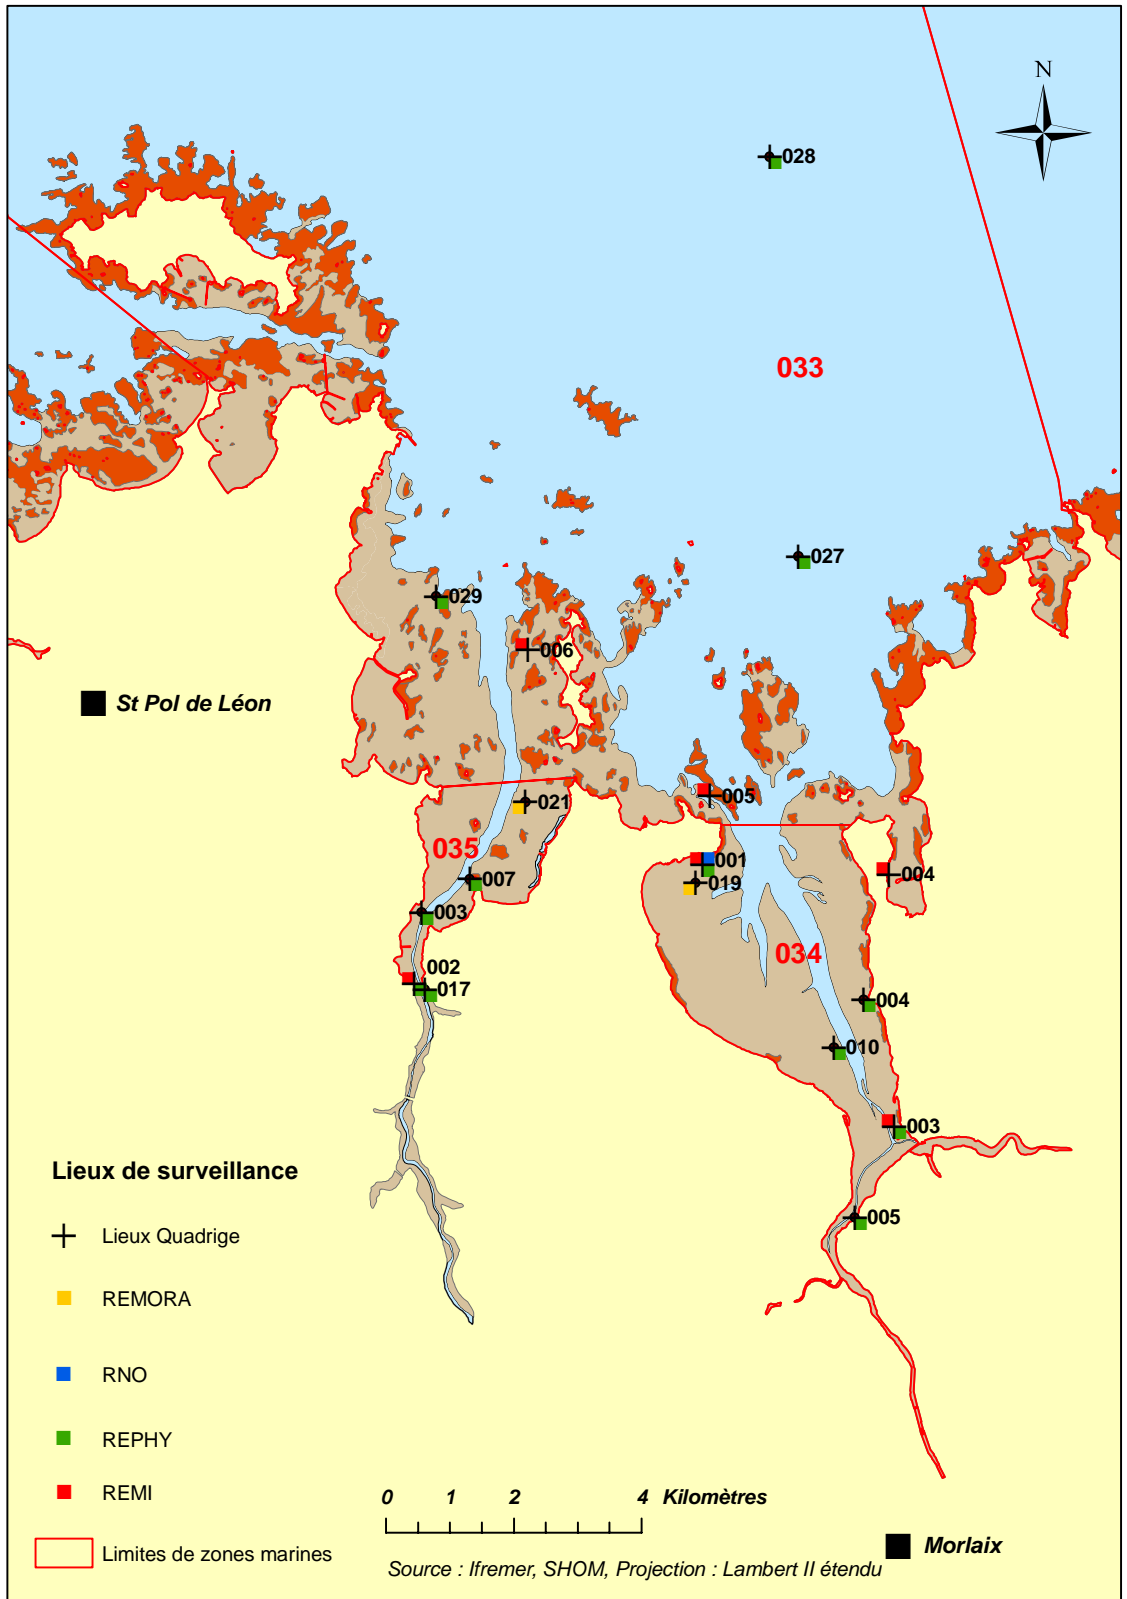 N
028
033
027
029
006
St Pol de Léon
021
005
035
001
004
007
019
003
034
002
017
004
010
003
Lieux de surveillance
005
Lieux Quadrige
REMORA
RNO
REPHY
REMI
0 1 2 4 Kilomètres
Limites de zones marines
Morlaix
Source : Ifremer, SHOM, Projection : Lambert II étendu